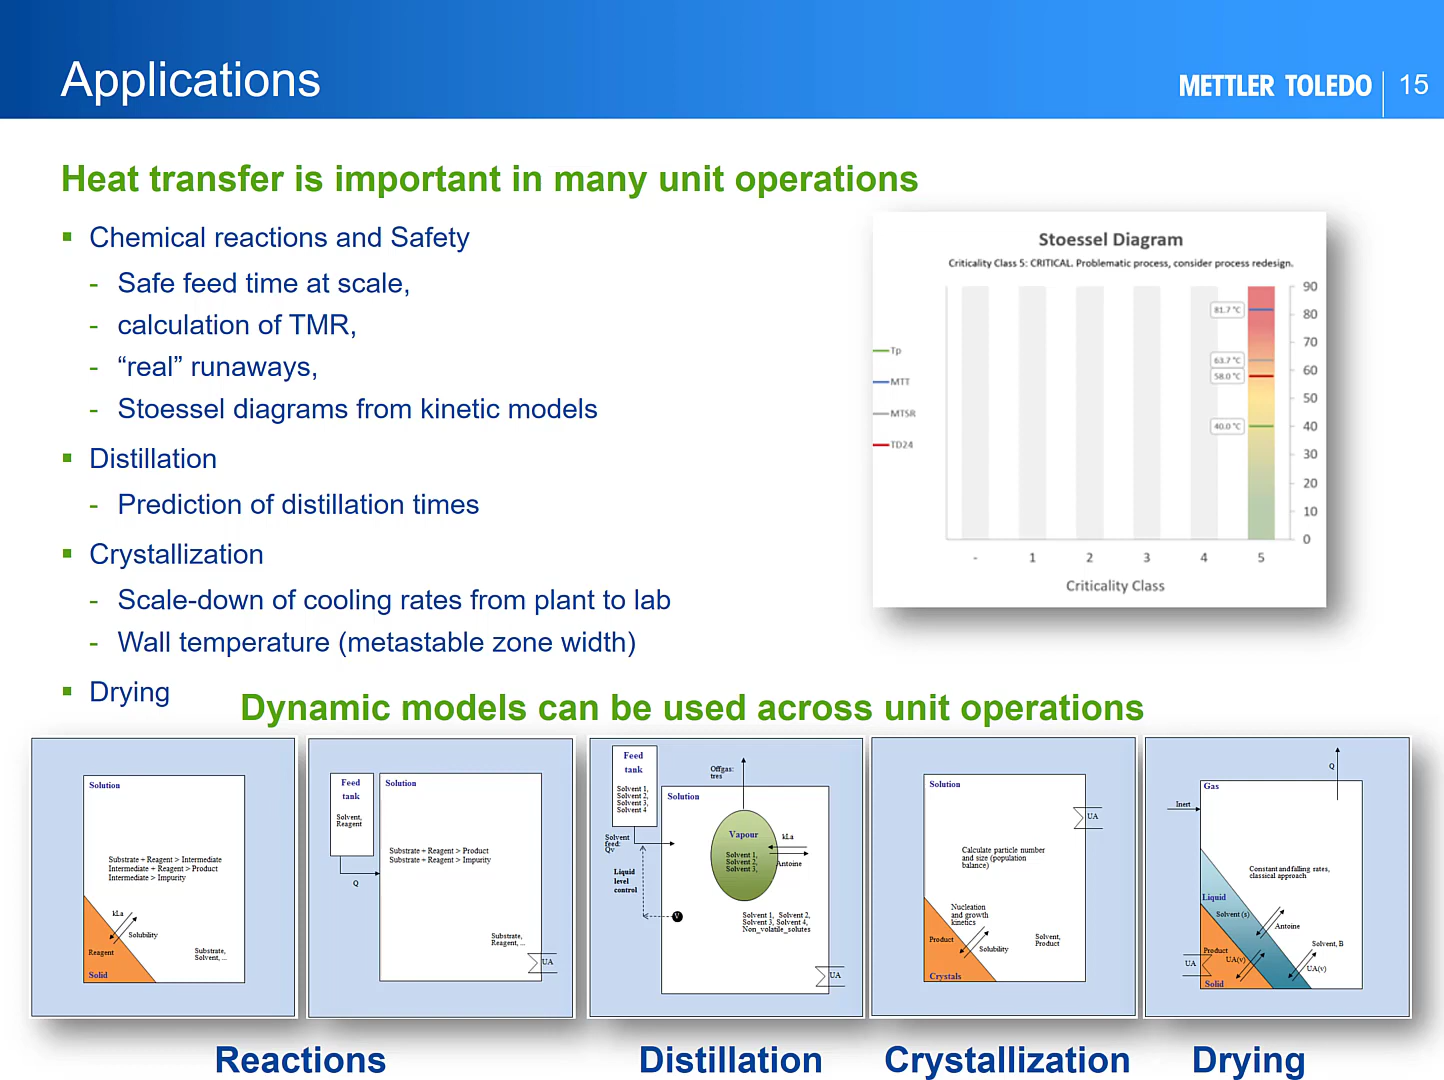 Applications
METTLER TOLEDO
15
Heat transfer is important in many unit operations
▪ Chemical reactions and Safety
- Safe feed time at scale,
- calculation of TMR,
- “real” runaways,
- Stoessel diagrams from kinetic models
▪ Distillation
- Prediction of distillation times
▪ Crystallization
- Scale-down of cooling rates from plant to lab
- Wall temperature (metastable zone width)
▪ Drying
Stoessel Diagram
Criticality Class 5: CRITICAL. Problematic process, consider process redesign.
Tp
MTT
MTSR
TD24
81.7 °C
63.7 °C
58.0 °C
40.0 °C
90
80
70
60
50
40
30
20
10
0
- 1 2 3 4 5
Criticality Class
Dynamic models can be used across unit operations
Solution
Substrate + Reagent > Intermediate
Intermediate + Reagent > Product
Intermediate > Impurity
kLa
Solubility
Reagent
Substrate,
Solvent, ...
Solid
Feed
tank
Solvent,
Reagent
Q
Solution
Substrate + Reagent > Product
Substrate + Reagent > Impurity
Substrate,
Reagent, ...
UA
Feed
tank
Solvent 1,
Solvent 2,
Solvent 3,
Solvent 4
Offgas:
tres
Solution
Solvent
feed:
Qv
Vapour
Solvent 1,
Solvent 2,
Solvent 3,
kLa
Antoine
Liquid
level
control
V
Solvent 1, Solvent 2,
Solvent 3, Solvent 4,
Non_volatile_solutes
UA
Solution
UA
Calculate particle number
and size (population
balance)
Nucleation
and growth
kinetics
Product
Solubility
Solvent,
Product
Crystals
Q
Gas
Inert
Constant and falling rates,
classical approach
Liquid
Solvent (s)
Antoine
Solvent, B
Product
UA
UA(v)
UA(v)
Solid
Reactions
Distillation
Crystallization
Drying